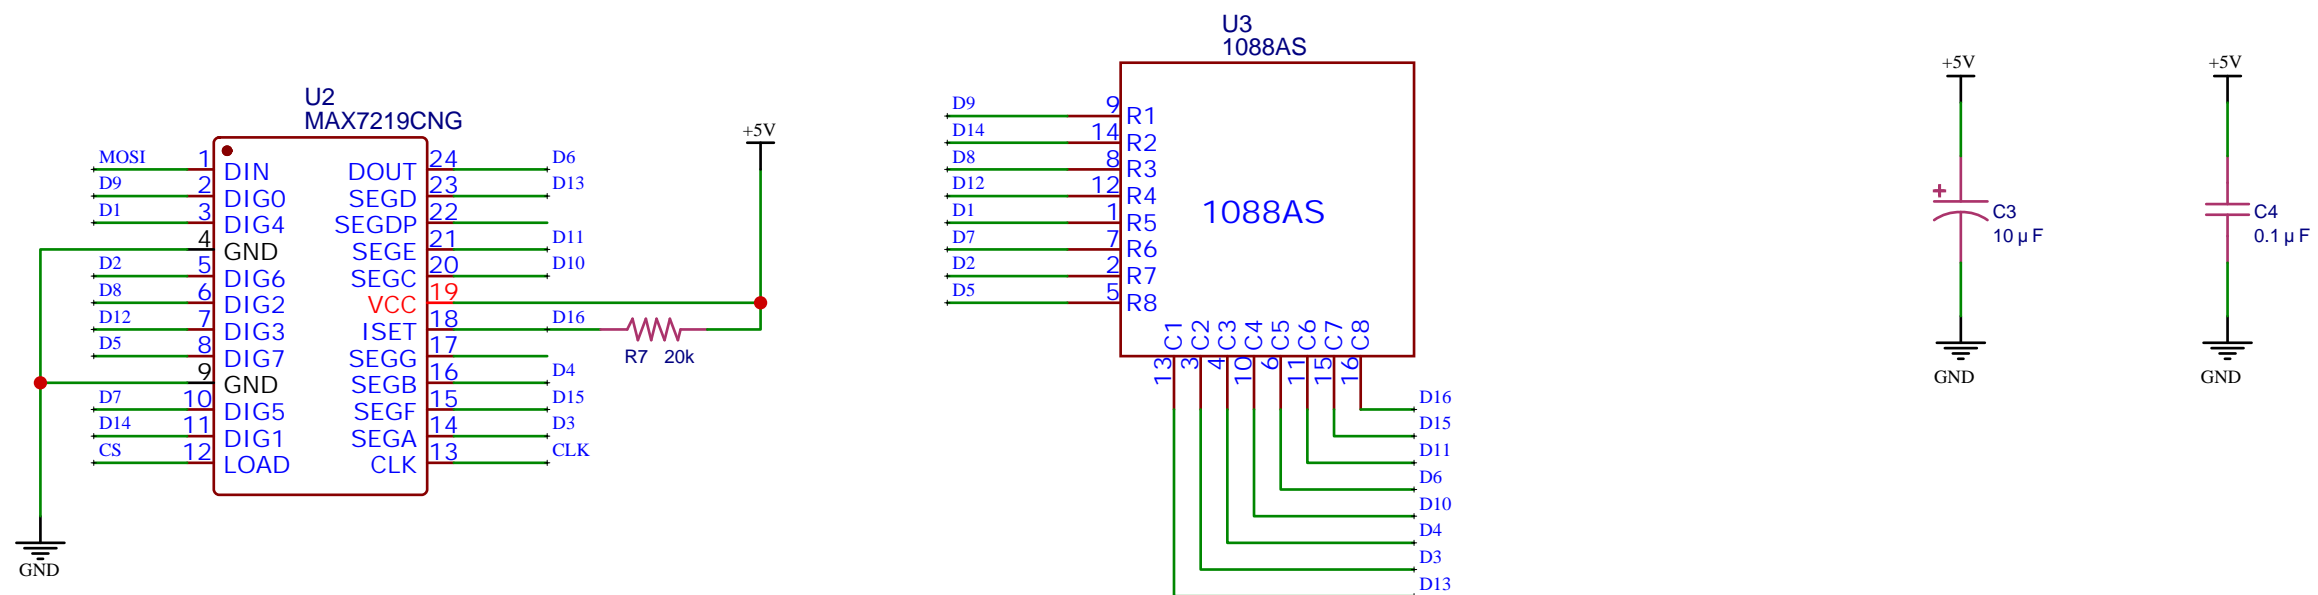 U2
MAX7219CNG
MOSI 1 DIN DOUT 24 D6
D9 2 DIG0 SEGD 23 D13
D1 3 DIG4 SEGDP 22
4 GND SEGE 21 D11
D2 5 DIG6 SEGC 20 D10
D8 6 DIG2 VCC 19
D12 7 DIG3 ISET 18 D16
D5 8 DIG7 SEGG 17
9 GND SEGB 16 D4
D7 10 DIG5 SEGF 15 D15
D14 11 DIG1 SEGA 14 D3
CS 12 LOAD CLK 13 CLK
GND
+5V
R7 20k
U3
1088AS
D9 9 R1
D14 14 R2
D8 8 R3
D12 12 R4
D1 1 R5
D7 7 R6
D2 2 R7
D5 5 R8
1088AS
C1 C2 C3 C4 C5 C6 C7 C8
13 3 4 10 6 11 15 16
D16
D15
D11
D6
D10
D4
D3
D13
+5V
+
C3
10 µF
GND
+5V
C4
0.1 µF
GND